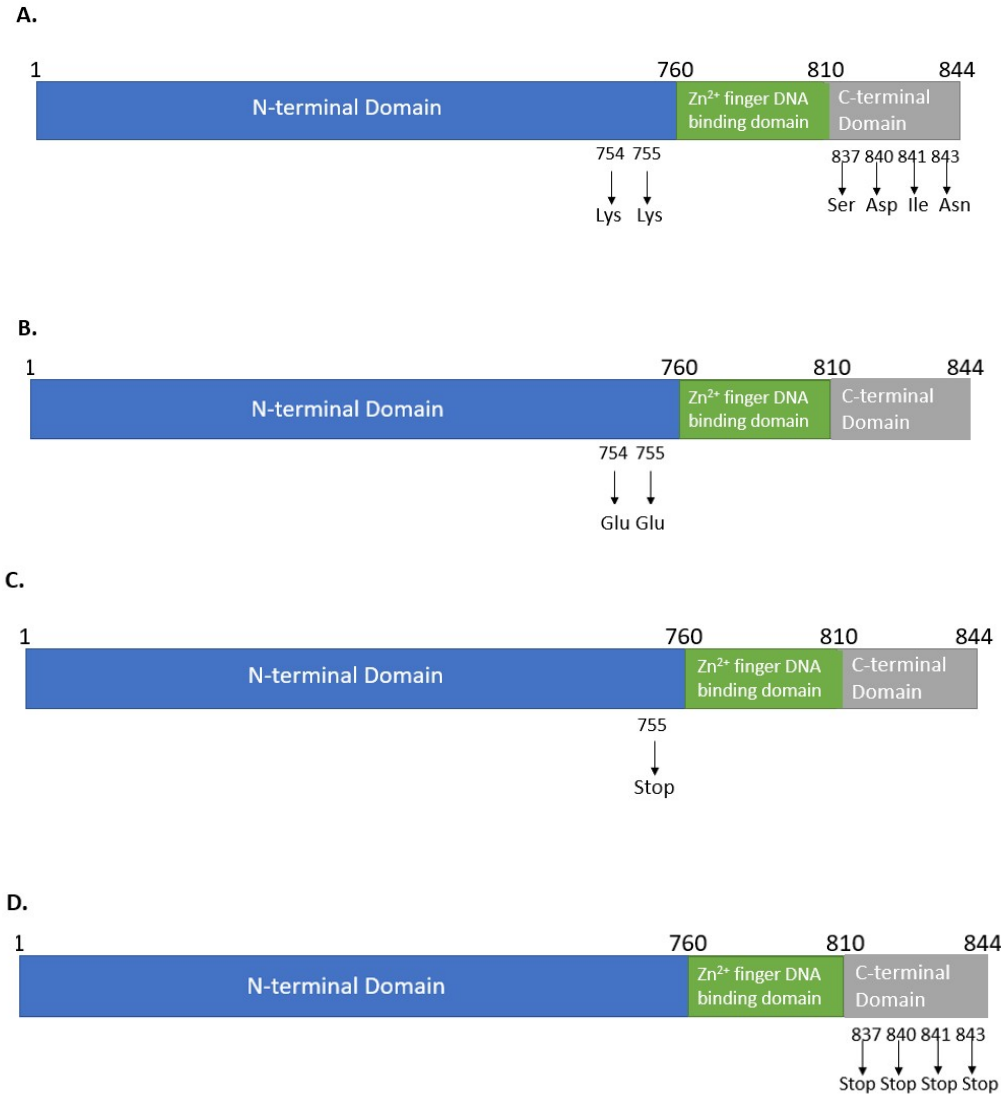 A.
1 760 810 844
N-terminal Domain Zn²⁺ finger DNA C-terminal
binding domain Domain
754 755 837 840 841 843
Lys Lys Ser Asp Ile Asn
B.
1 760 810 844
N-terminal Domain Zn²⁺ finger DNA C-terminal
binding domain Domain
754 755
Glu Glu
C.
1 760 810 844
N-terminal Domain Zn²⁺ finger DNA C-terminal
binding domain Domain
755
Stop
D.
1 760 810 844
N-terminal Domain Zn²⁺ finger DNA C-terminal
binding domain Domain
837 840 841 843
Stop Stop Stop Stop